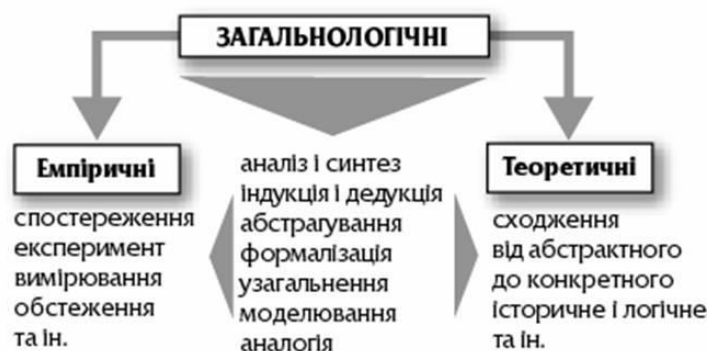 ЗАГАЛЬНОЛОГІЧНІ
Емпіричні
спостереження
експеримент
вимірювання
обстеження
та ін.
аналіз і синтез
індукція і дедукція
абстрагування
формалізація
узагальнення
моделювання
аналогія
Теоретичні
сходження
від абстрактного
до конкретного
історичне і логічне
та ін.